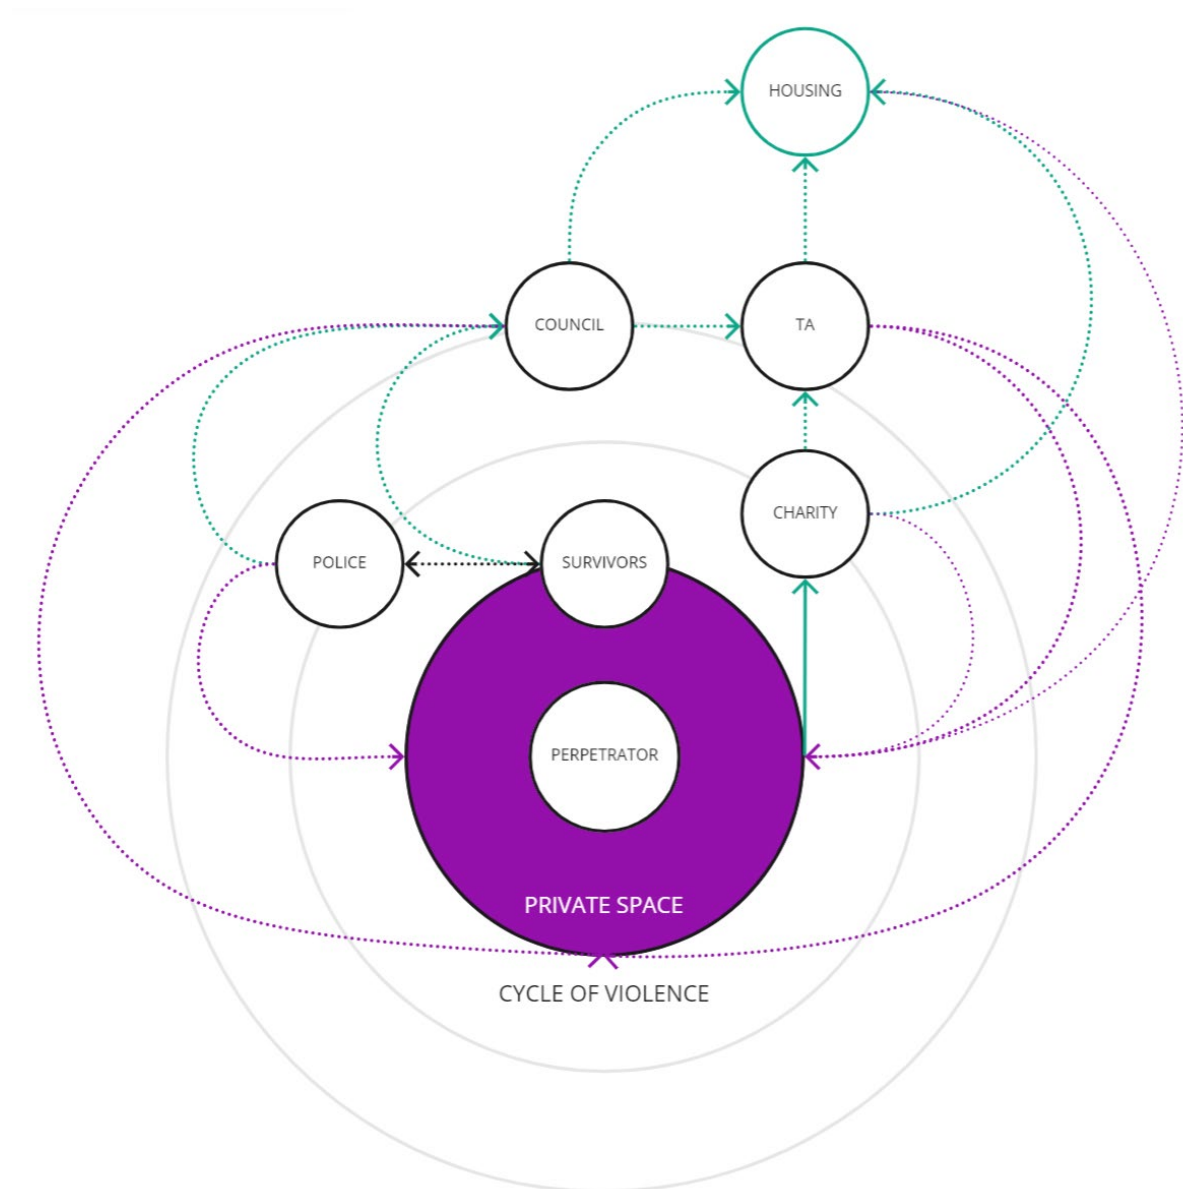 HOUSING
COUNCIL
TA
CHARITY
POLICE
SURVIVORS
PERPETRATOR
PRIVATE SPACE
CYCLE OF VIOLENCE